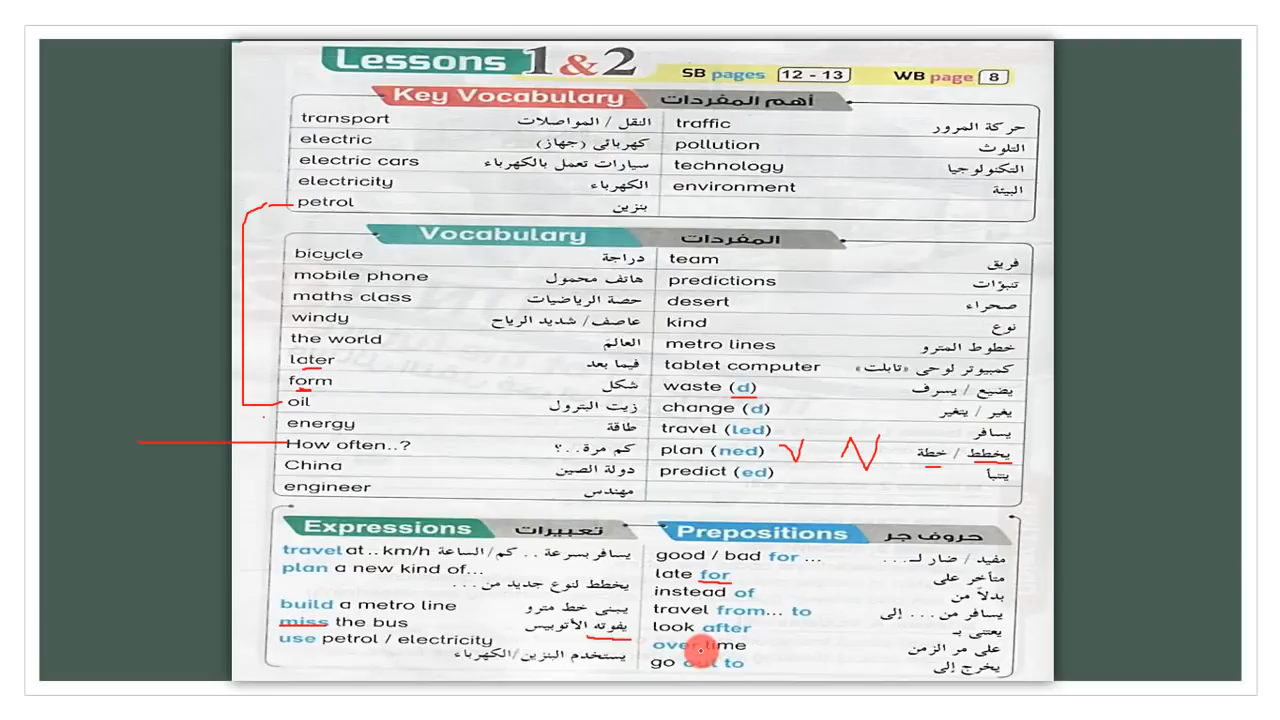 Lessons 1 & 2
SB pages 12 - 13 WB page 8
Key Vocabulary أهم المفردات
transport النقل / المواصلات traffic حركة المرور
electric كهربائى (جهاز) pollution التلوث
electric cars سيارات تعمل بالكهرباء technology التكنولوجيا
electricity الكهرباء environment البيئة
petrol بنزين
Vocabulary المفردات
bicycle دراجة team فريق
mobile phone هاتف محمول predictions تنبؤات
maths class حصة الرياضيات desert صحراء
windy عاصف/ شديد الرياح kind نوع
the world العالم metro lines خطوط المترو
later فيما بعد tablet computer كمبيوتر لوحى «تابلت»
form شكل waste (d) يضيع / يسرف
oil زيت البترول change (d) يغير / يتغير
energy طاقة travel (led) يسافر
How often..? كم مرة..؟ plan (ned) V N يخطط / خطة
China دولة الصين predict (ed) يتنبأ
engineer مهندس
Expressions تعبيرات Prepositions حروف جر
travel at .. km/h يسافر بسرعة .. كم/الساعة good / bad for ... مفيد / ضار لـ...
plan a new kind of... يخطط لنوع جديد من... late for متأخر على
instead of بدلاً من
build a metro line يبنى خط مترو travel from... to يسافر من ... إلى
miss the bus يفوته الأتوبيس look after يعتنى بـ
use petrol / electricity يستخدم البنزين/الكهرباء over time على مر الزمن
go out to يخرج إلى